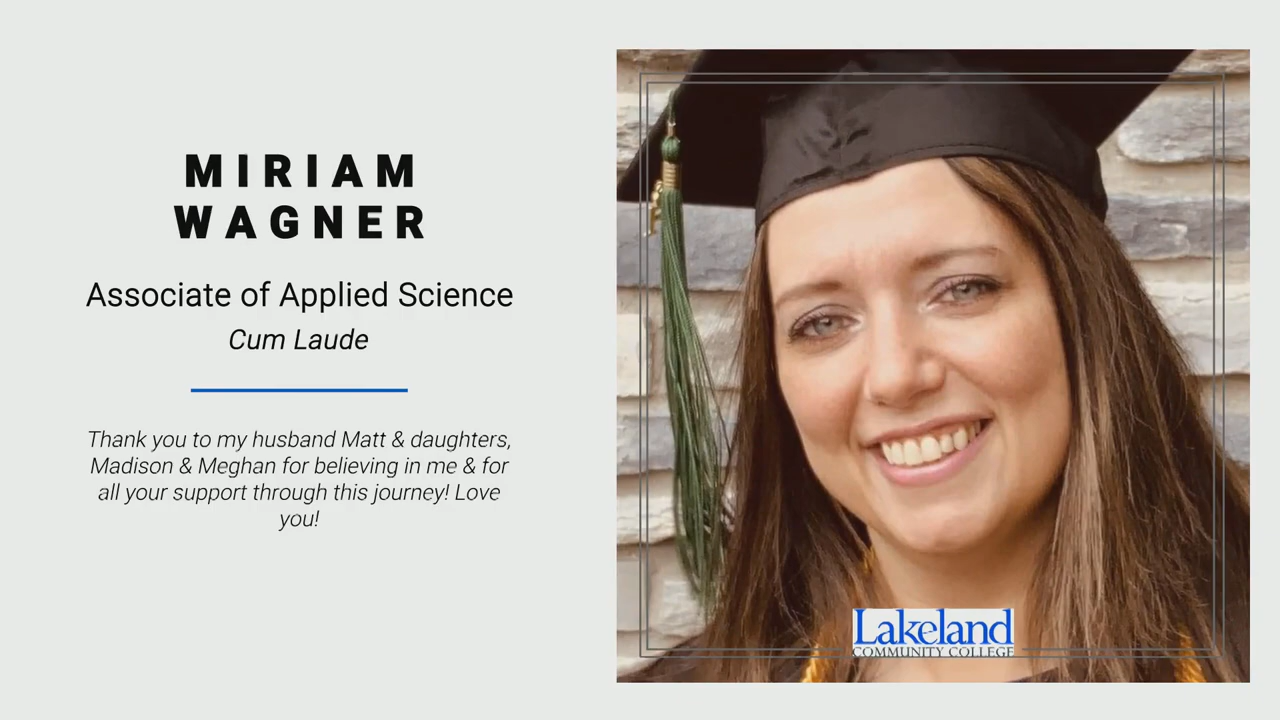 MIRIAM
WAGNER
Associate of Applied Science
Cum Laude
Thank you to my husband Matt & daughters,
Madison & Meghan for believing in me & for
all your support through this journey! Love
you!
Lakeland
COMMUNITY COLLEGE